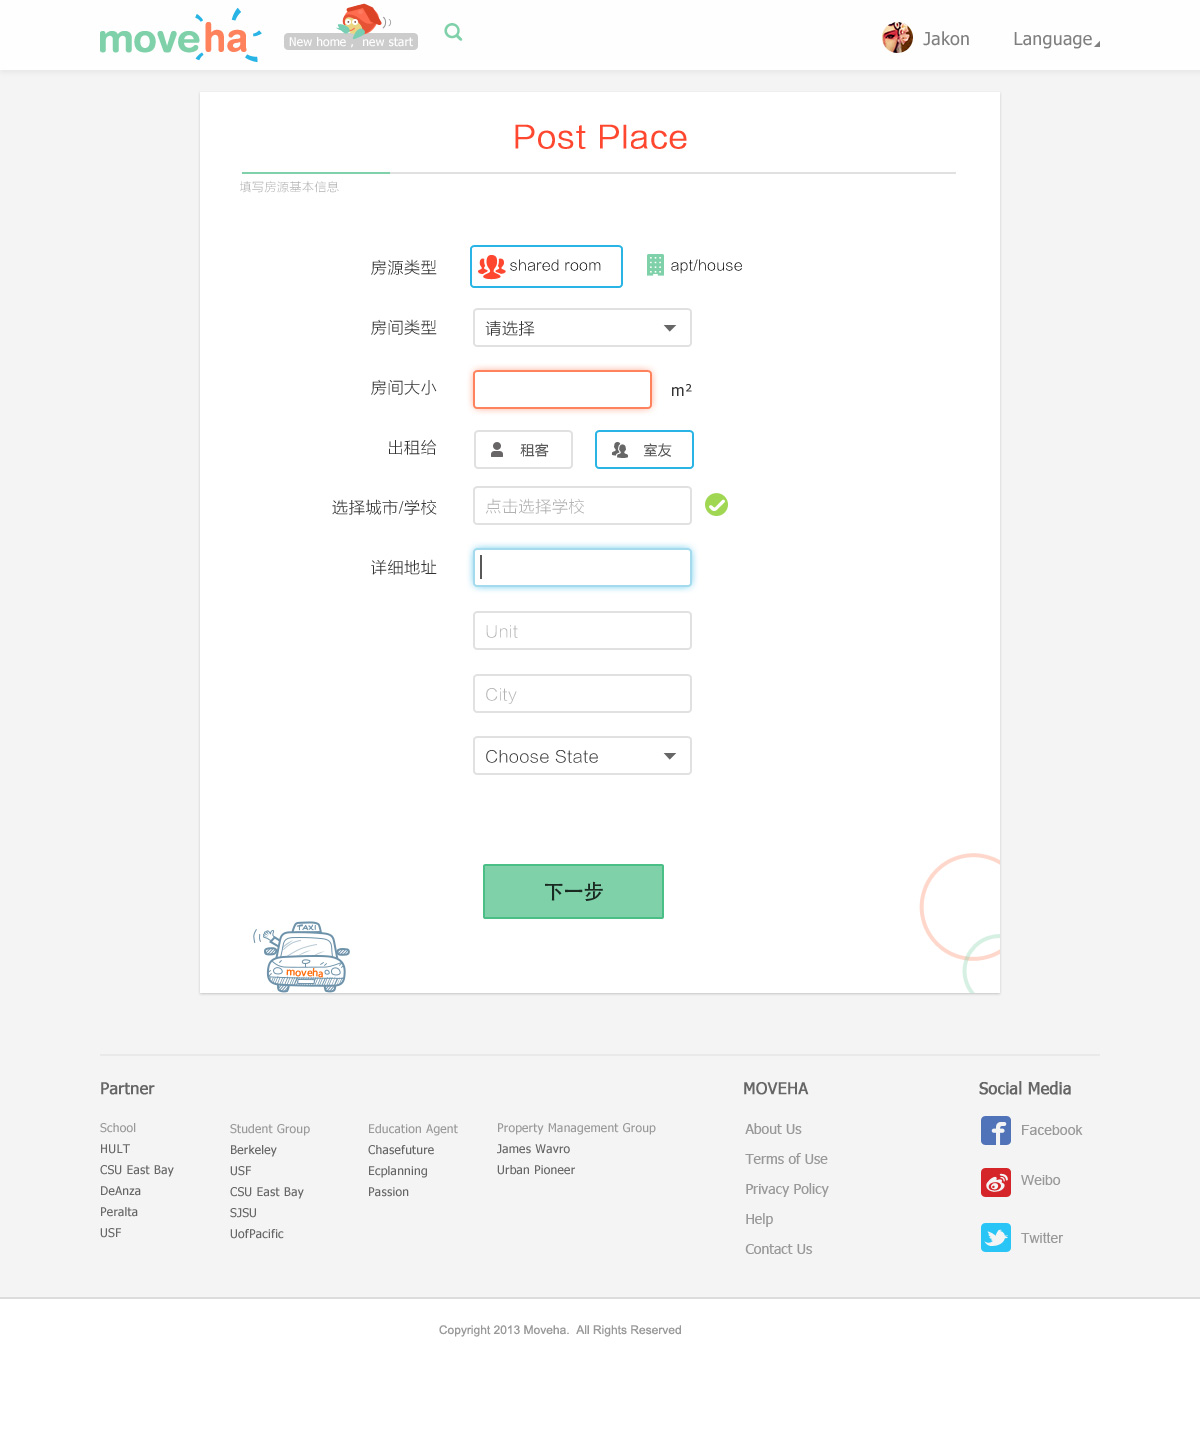 moveha
New home , new start
Jakon
Language
Post Place
填写房源基本信息
房源类型
shared room
apt/house
房间类型
请选择
房间大小
m²
出租给
租客
室友
选择城市/学校
点击选择学校
详细地址
Unit
City
Choose State
下一步
TAXI
moveha
Partner
School
HULT
CSU East Bay
DeAnza
Peralta
USF
Student Group
Berkeley
USF
CSU East Bay
SJSU
UofPacific
Education Agent
Chasefuture
Ecplanning
Passion
Property Management Group
James Wavro
Urban Pioneer
MOVEHA
About Us
Terms of Use
Privacy Policy
Help
Contact Us
Social Media
Facebook
Weibo
Twitter
Copyright 2013 Moveha. All Rights Reserved